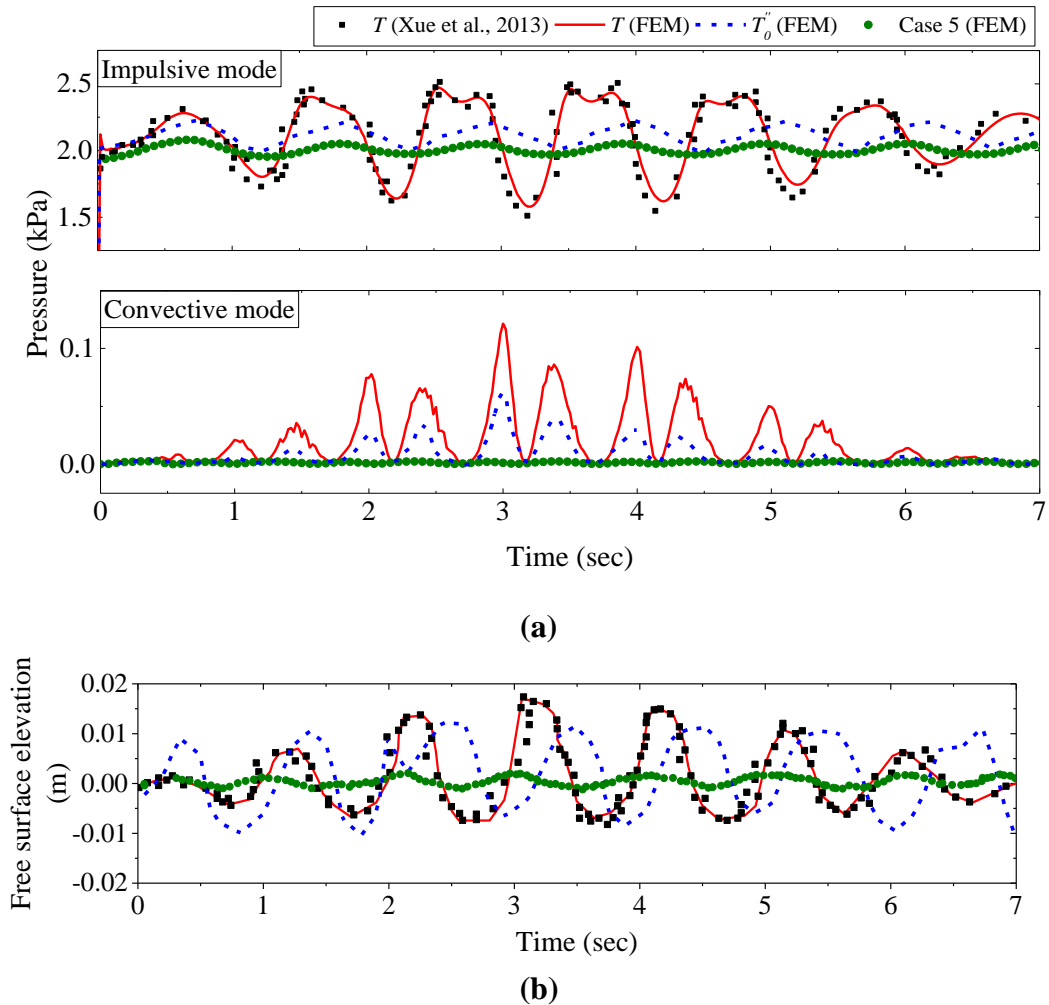 T (Xue et al., 2013) T (FEM) T₀'' (FEM) Case 5 (FEM)
Impulsive mode
2.5
2.0
1.5
Pressure (kPa)
Convective mode
0.1
0.0
0 1 2 3 4 5 6 7
Time (sec)
(a)
Free surface elevation
(m)
0.02
0.01
0.00
-0.01
-0.02
0 1 2 3 4 5 6 7
Time (sec)
(b)